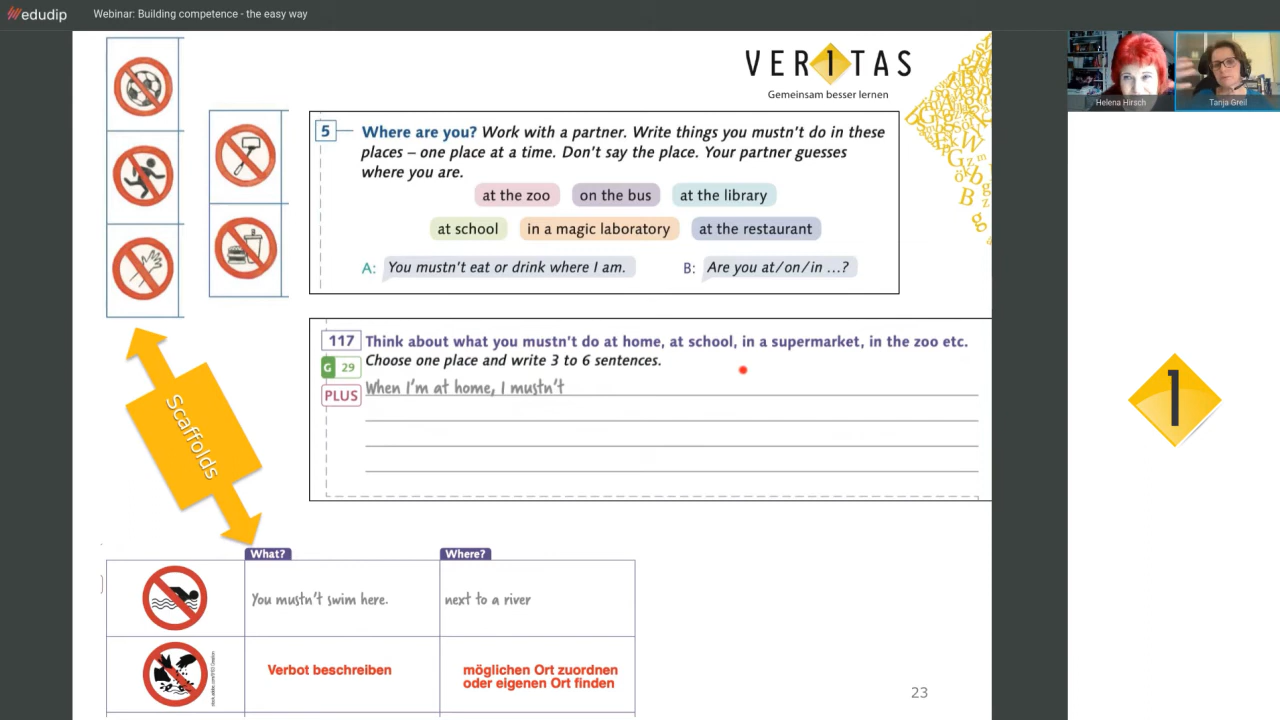 edudip
Webinar: Building competence - the easy way
VERITAS
Gemeinsam besser lernen
Helena Hirsch
Tanja Greil
5
Where are you? Work with a partner. Write things you mustn't do in these
places – one place at a time. Don't say the place. Your partner guesses
where you are.
at the zoo
on the bus
at the library
at school
in a magic laboratory
at the restaurant
A: You mustn't eat or drink where I am.
B: Are you at/on/in ...?
117
Think about what you mustn't do at home, at school, in a supermarket, in the zoo etc.
G 29
Choose one place and write 3 to 6 sentences.
PLUS
When I'm at home, I mustn't
Scaffolds
1
What?
Where?
You mustn't swim here.
next to a river
Verbot beschreiben
möglichen Ort zuordnen
oder eigenen Ort finden
23